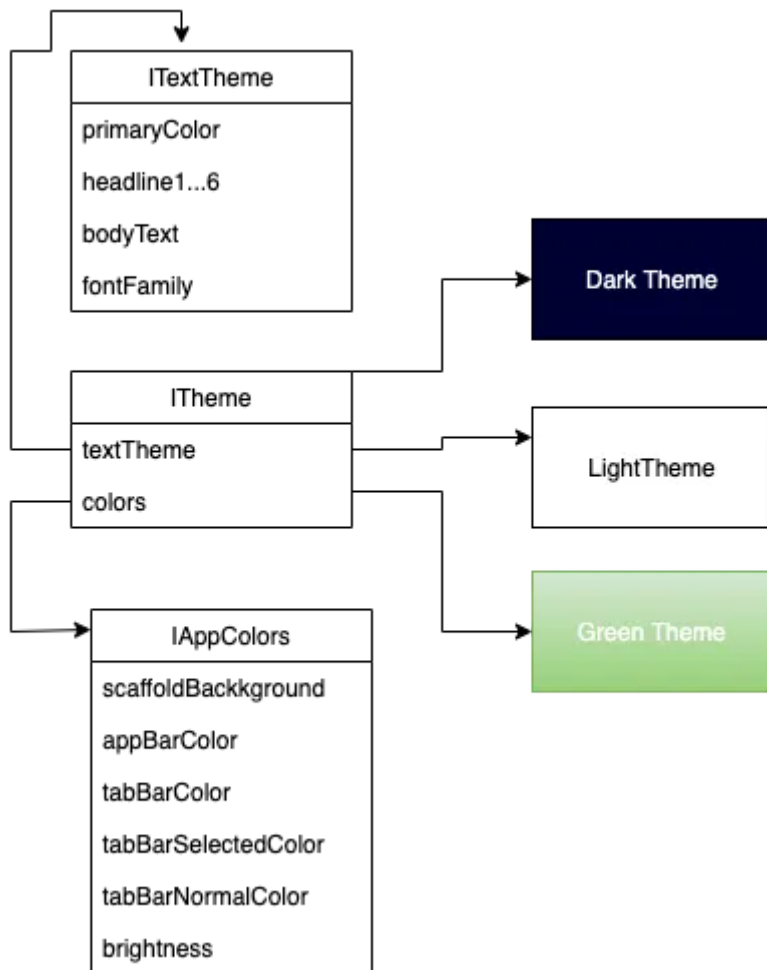 ITextTheme
primaryColor
headline1...6
bodyText
fontFamily
Dark Theme
ITheme
textTheme
colors
LightTheme
Green Theme
IAppColors
scaffoldBackkground
appBarColor
tabBarColor
tabBarSelectedColor
tabBarNormalColor
brightness